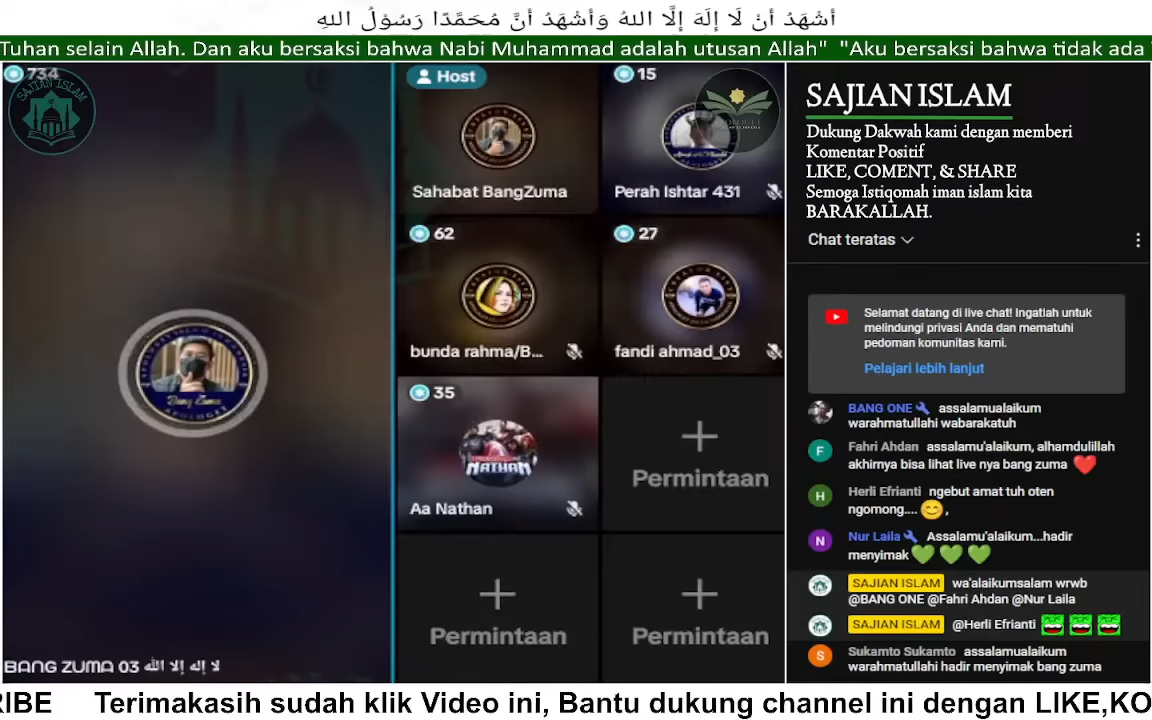 أَشْهَدُ أَنْ لَا إِلَهَ إِلَّا اللهُ وَأَشْهَدُ أَنَّ مُحَمَّدًا رَسُوْلُ اللهِ
Tuhan selain Allah. Dan aku bersaksi bahwa Nabi Muhammad adalah utusan Allah" "Aku bersaksi bahwa tidak ada
734
SAJIAN ISLAM
Bang Zuma
APOLOGET
BANG ZUMA 03 لا إله إلا الله
Host
Sahabat BangZuma
15
Perah Ishtar 431
62
bunda rahma/B...
27
fandi ahmad_03
35
NATHAN
Aa Nathan
Permintaan
Permintaan
Permintaan
SAJIAN ISLAM
Dukung Dakwah kami dengan memberi
Komentar Positif
LIKE, COMENT, & SHARE
Semoga Istiqomah iman islam kita
BARAKALLAH.
Chat teratas
Selamat datang di live chat! Ingatlah untuk
melindungi privasi Anda dan mematuhi
pedoman komunitas kami.
Pelajari lebih lanjut
BANG ONE assalamualaikum
warahmatullahi wabarakatuh
F
Fahri Ahdan assalamu'alaikum, alhamdulillah
akhirnya bisa lihat live nya bang zuma ❤️
H
Herli Efrianti ngebut amat tuh oten
ngomong.... 😊,
N
Nur Laila Assalamu'alaikum...hadir
menyimak 💚 💚 💚
SAJIAN ISLAM wa'alaikumsalam wrwb
@BANG ONE @Fahri Ahdan @Nur Laila
SAJIAN ISLAM @Herli Efrianti
S
Sukamto Sukamto assalamualaikum
warahmatullahi hadir menyimak bang zuma
RIBE Terimakasih sudah klik Video ini, Bantu dukung channel ini dengan LIKE,KO